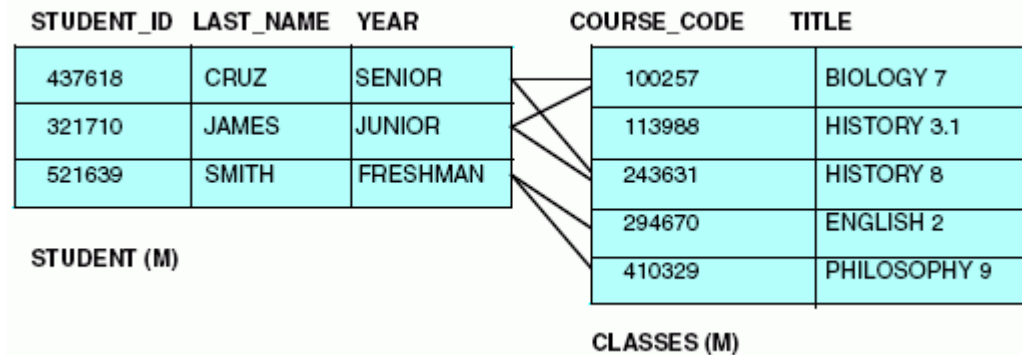 STUDENT_ID LAST_NAME YEAR COURSE_CODE TITLE
437618 CRUZ SENIOR 100257 BIOLOGY 7
321710 JAMES JUNIOR 113988 HISTORY 3.1
521639 SMITH FRESHMAN 243631 HISTORY 8
294670 ENGLISH 2
STUDENT (M)
410329 PHILOSOPHY 9
CLASSES (M)